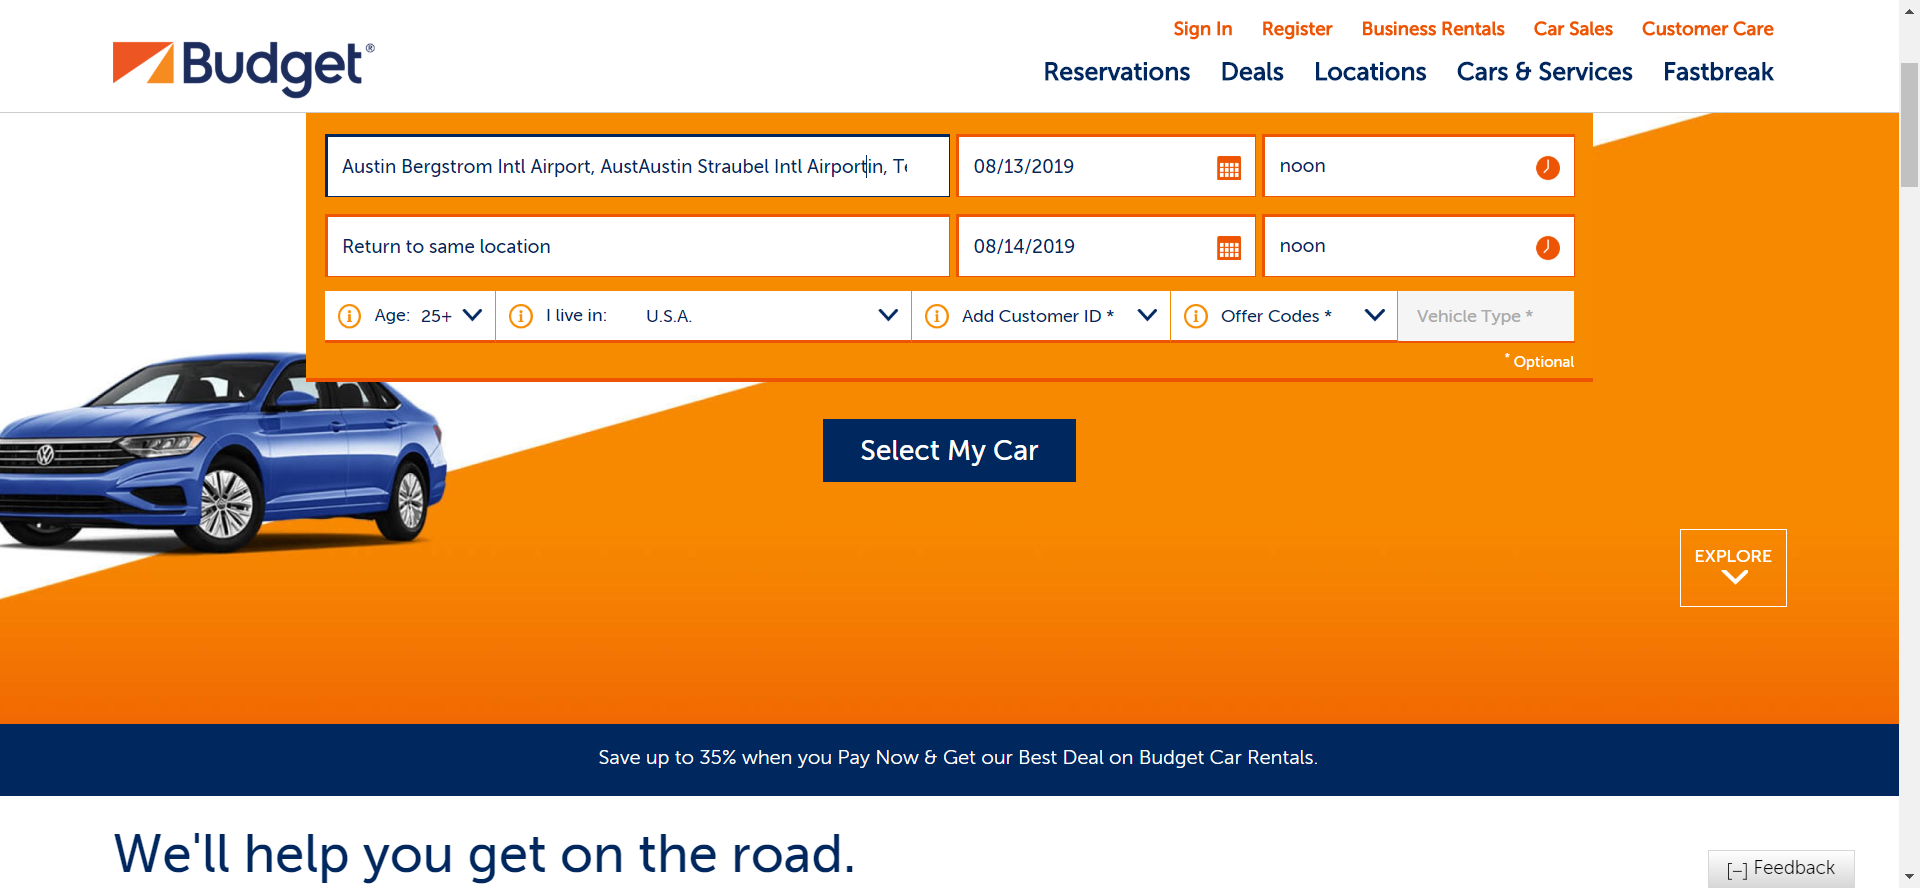 Sign In Register Business Rentals Car Sales Customer Care
Budget®
Reservations Deals Locations Cars & Services Fastbreak
Austin Bergstrom Intl Airport, AustAustin Straubel Intl Airportin,
08/13/2019
noon
Return to same location
08/14/2019
noon
Age: 25+
I live in: U.S.A.
Add Customer ID *
Offer Codes *
Vehicle Type *
* Optional
Select My Car
EXPLORE
Save up to 35% when you Pay Now & Get our Best Deal on Budget Car Rentals.
We'll help you get on the road.
[–] Feedback